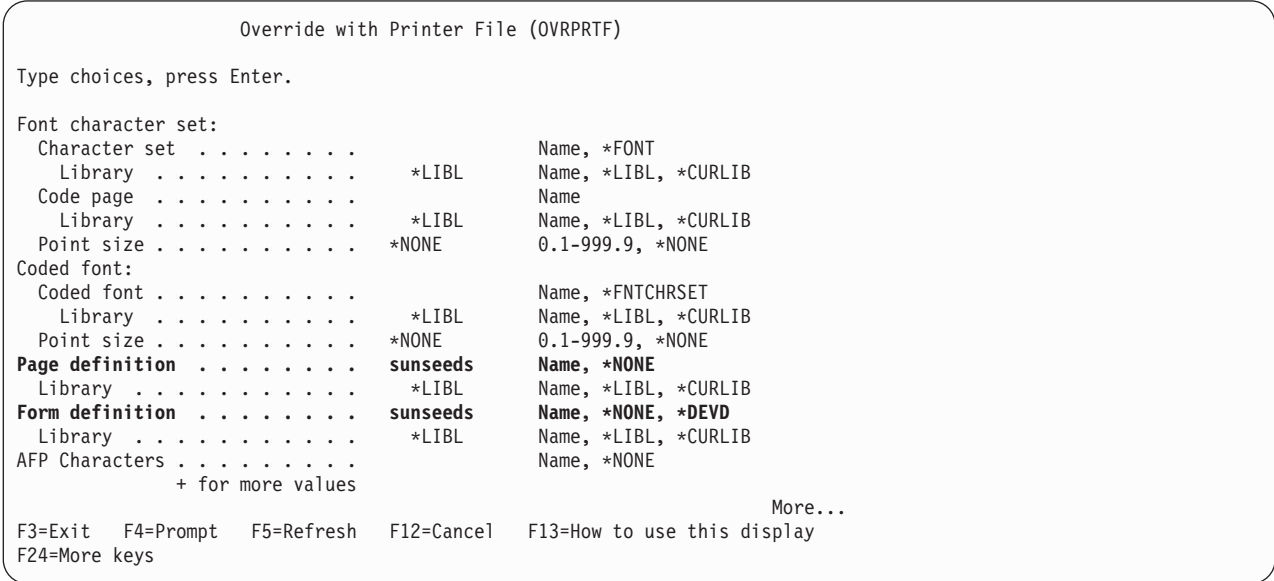 Override with Printer File (OVRPRTF)
Type choices, press Enter.
Font character set:
Character set . . . . . . . . Name, *FONT
Library . . . . . . . . . . *LIBL Name, *LIBL, *CURLIB
Code page . . . . . . . . . . Name
Library . . . . . . . . . . *LIBL Name, *LIBL, *CURLIB
Point size . . . . . . . . . . *NONE 0.1-999.9, *NONE
Coded font:
Coded font . . . . . . . . . . Name, *FNTCHRSET
Library . . . . . . . . . . *LIBL Name, *LIBL, *CURLIB
Point size . . . . . . . . . . *NONE 0.1-999.9, *NONE
Page definition . . . . . . . . sunseeds Name, *NONE
Library . . . . . . . . . . . *LIBL Name, *LIBL, *CURLIB
Form definition . . . . . . . . sunseeds Name, *NONE, *DEVD
Library . . . . . . . . . . . *LIBL Name, *LIBL, *CURLIB
AFP Characters . . . . . . . . . Name, *NONE
+ for more values
More...
F3=Exit F4=Prompt F5=Refresh F12=Cancel F13=How to use this display
F24=More keys